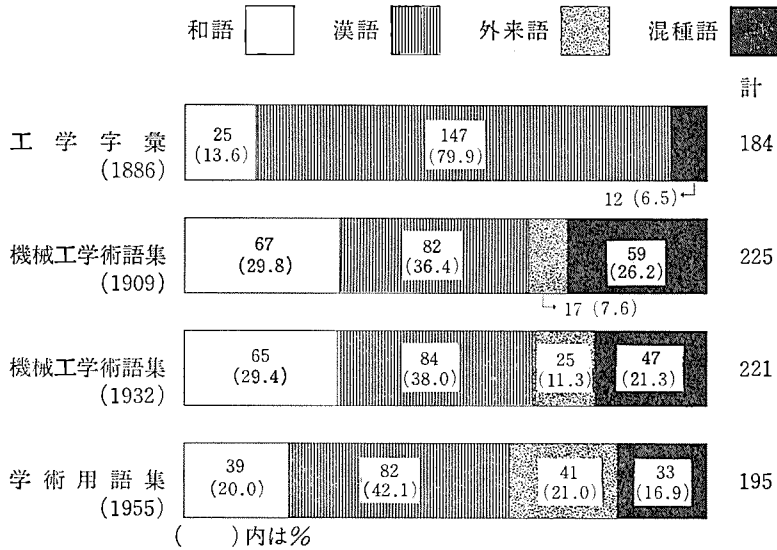 和語 漢語 外来語 混種語
計
工学字彙 25 147 184
(1886) (13.6) (79.9)
12 (6.5)
機械工学術語集 67 82 59 225
(1909) (29.8) (36.4) (26.2)
17 (7.6)
機械工学術語集 65 84 25 47 221
(1932) (29.4) (38.0) (11.3) (21.3)
学術用語集 39 82 41 33 195
(1955) (20.0) (42.1) (21.0) (16.9)
(　　)内は%